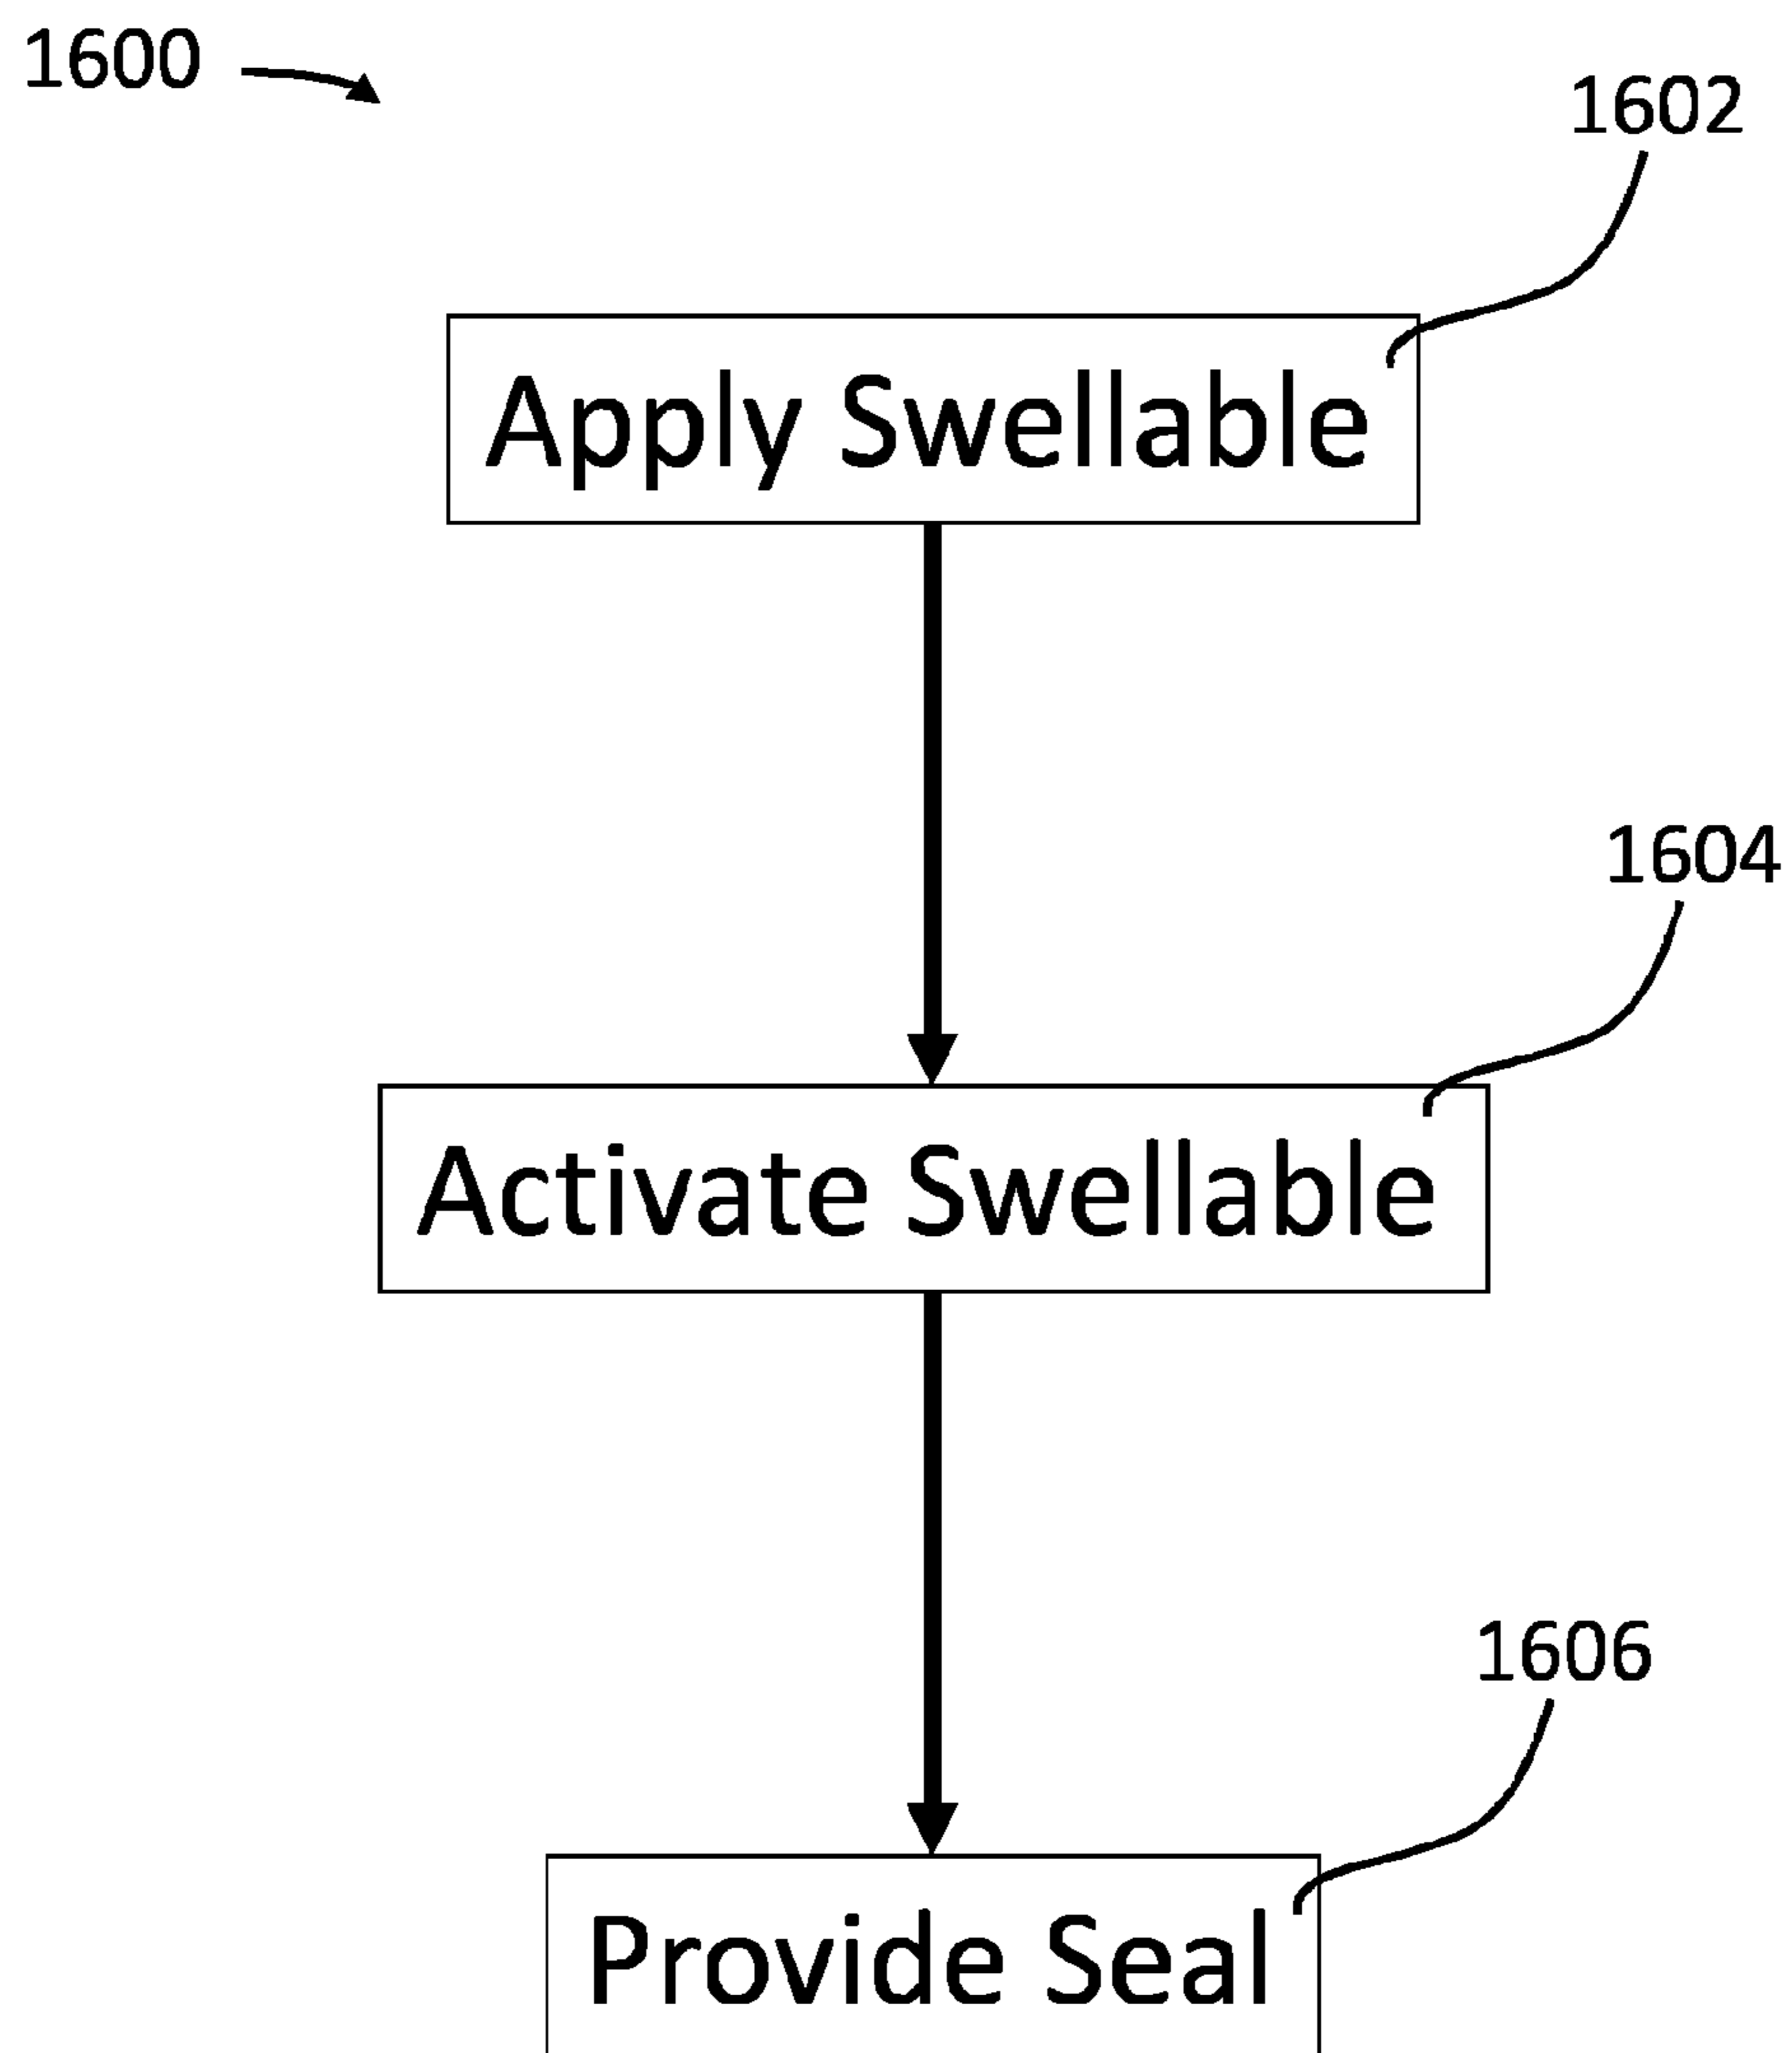 1600
1602
Apply Swellable
1604
Activate Swellable
1606
Provide Seal